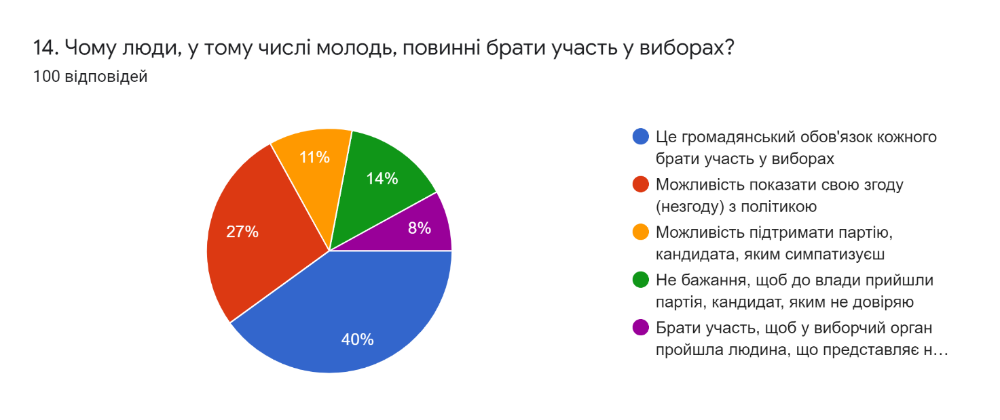 14. Чому люди, у тому числі молодь, повинні брати участь у виборах?
100 відповідей
11%
14%
27%
8%
40%
Це громадянський обов'язок кожного
брати участь у виборах
Можливість показати свою згоду
(незгоду) з політикою
Можливість підтримати партію,
кандидата, яким симпатизуєш
Не бажання, щоб до влади прийшли
партія, кандидат, яким не довіряю
Брати участь, щоб у виборчий орган
пройшла людина, що представляє н...